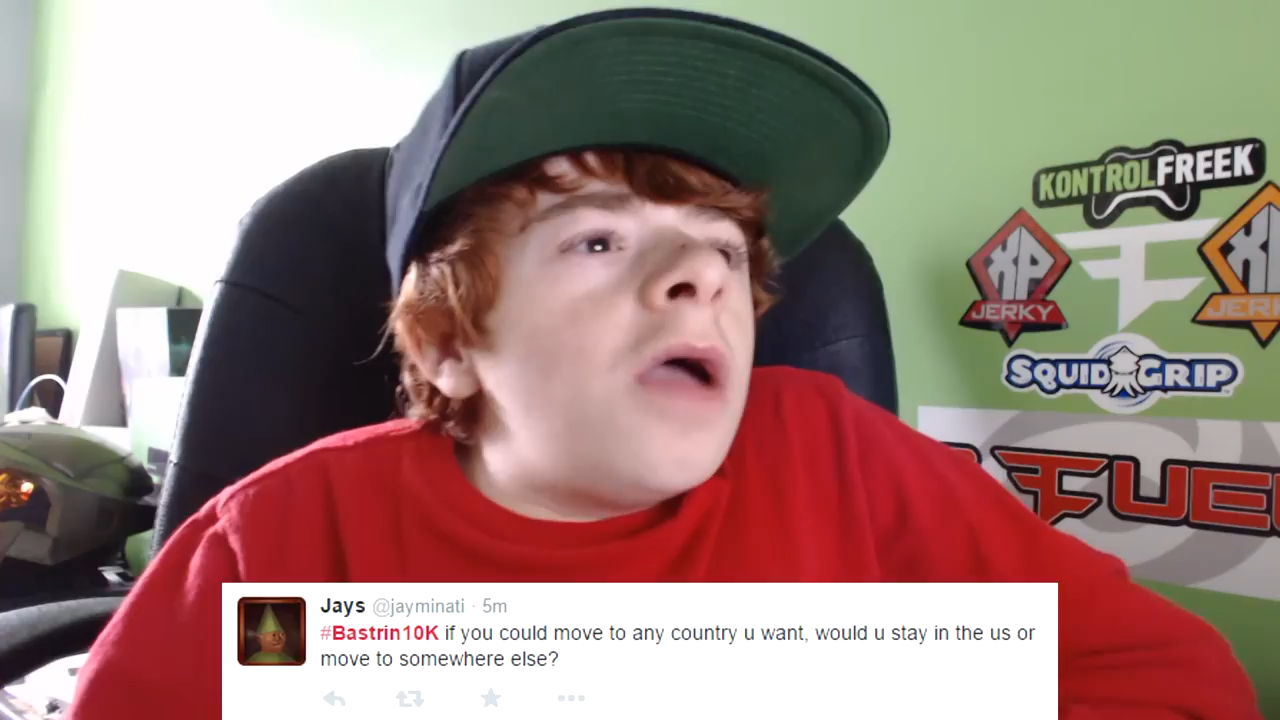 KONTROLFREEK
XP
JERKY
XP
JERKY
SQUID GRIP
FUEL
Jays @jayminati · 5m
#Bastrin10K if you could move to any country u want, would u stay in the us or
move to somewhere else?